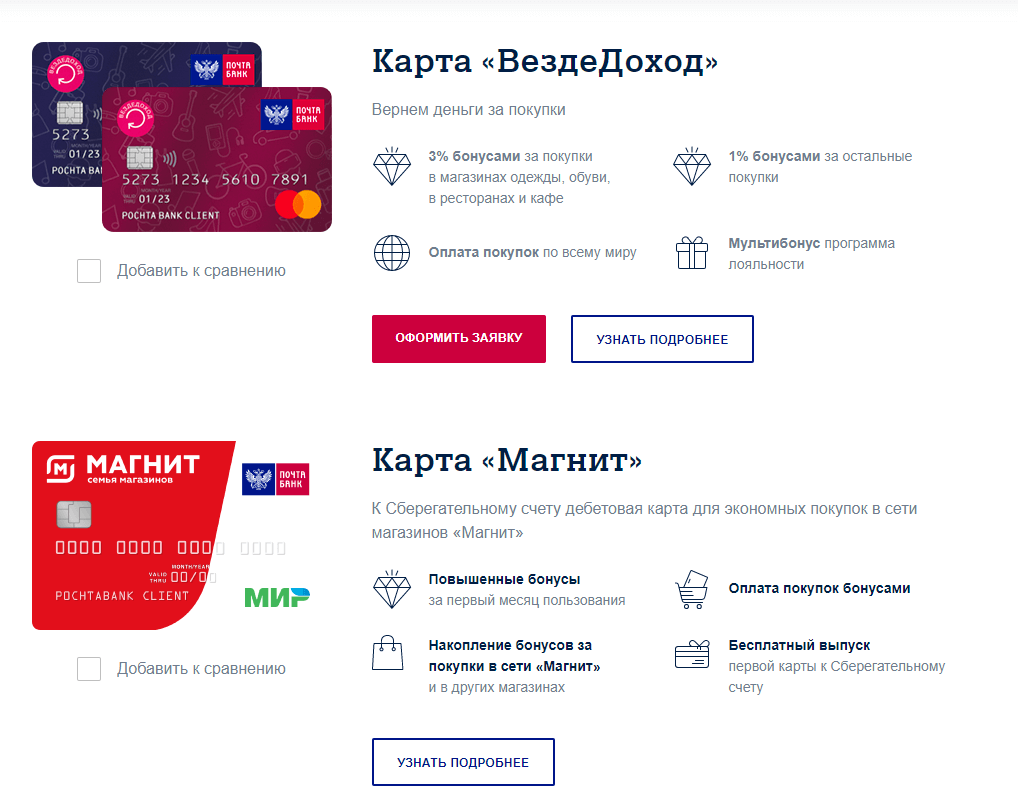 ВЕЗДЕДОХОД
ПОЧТА
БАНК
5273
VALID
THRU
MONTH/YEAR
01/23
POCHTA BAN
ВЕЗДЕДОХОД
ПОЧТА
БАНК
5273 1234 5610 7891
MONTH/YEAR
VALID
THRU
01/23
POCHTA BANK CLIENT
Добавить к сравнению
Карта «ВездеДоход»
Вернем деньги за покупки
3% бонусами за покупки
в магазинах одежды, обуви,
в ресторанах и кафе
1% бонусами за остальные
покупки
Оплата покупок по всему миру
Мультибонус программа
лояльности
ОФОРМИТЬ ЗАЯВКУ
УЗНАТЬ ПОДРОБНЕЕ
МАГНИТ
семья магазинов
ПОЧТА
БАНК
0000 0000 0000 0000
MONTH/YEAR
VALID
THRU
00/00
POCHTABANK CLIENT
МИР
Добавить к сравнению
Карта «Магнит»
К Сберегательному счету дебетовая карта для экономных покупок в сети
магазинов «Магнит»
Повышенные бонусы
за первый месяц пользования
Оплата покупок бонусами
Накопление бонусов за
покупки в сети «Магнит»
и в других магазинах
Бесплатный выпуск
первой карты к Сберегательному
счету
УЗНАТЬ ПОДРОБНЕЕ